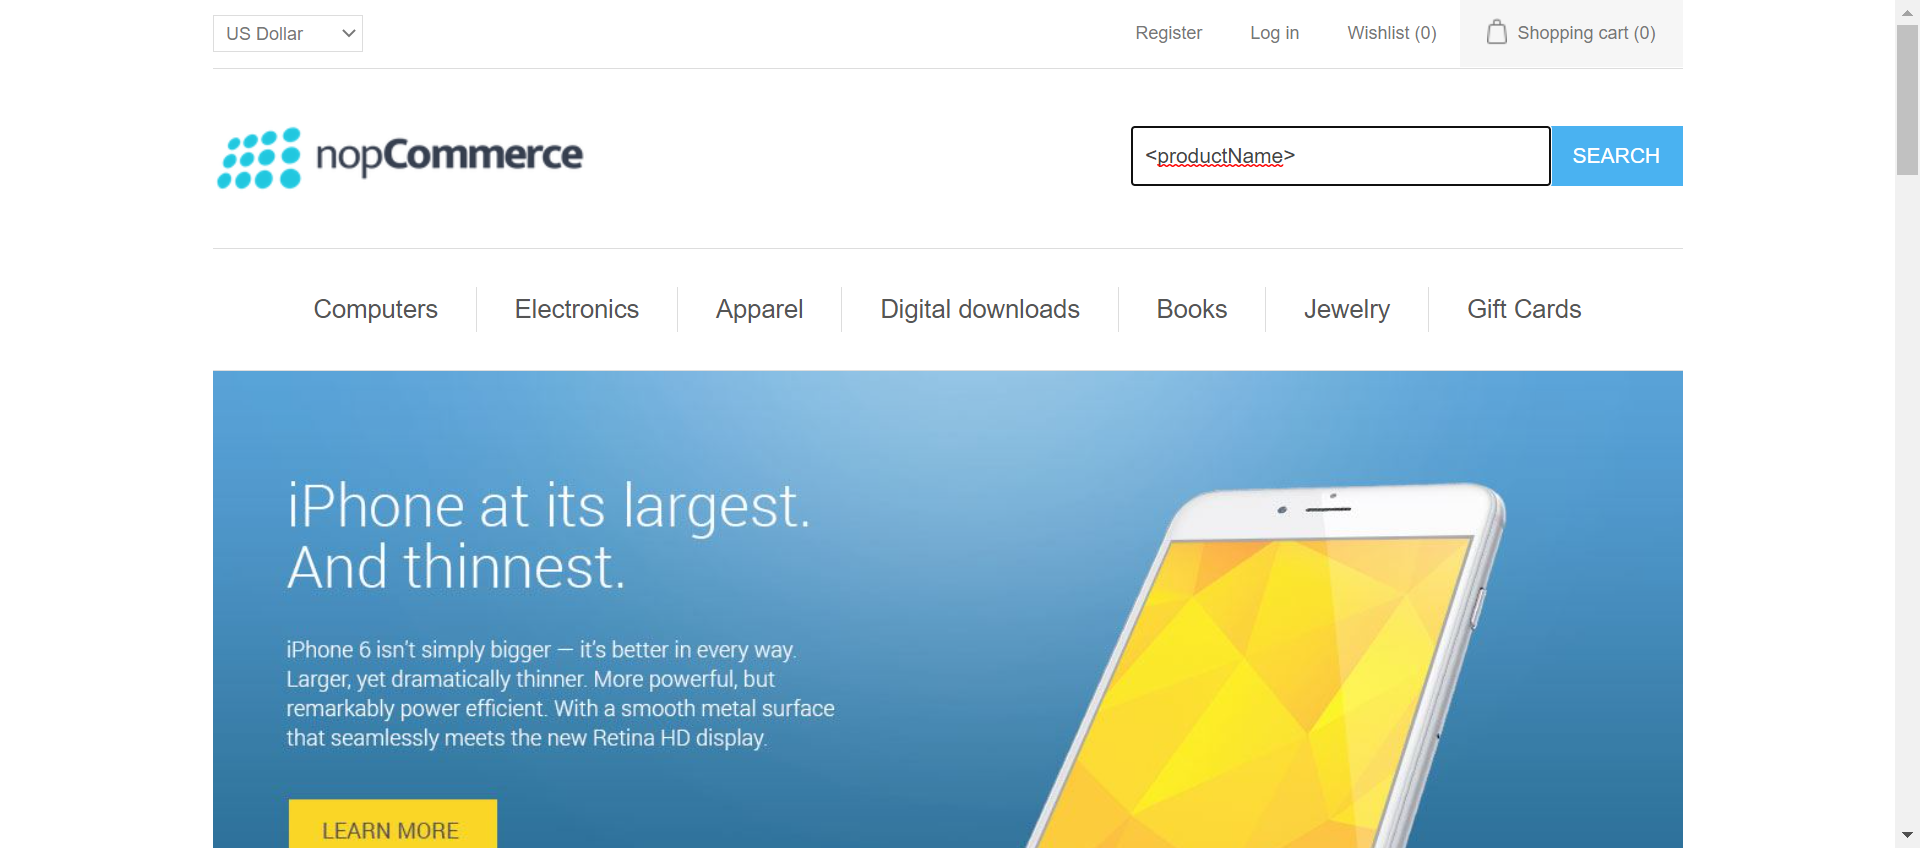 US Dollar
Register
Log in
Wishlist (0)
Shopping cart (0)
nopCommerce
<productName>
SEARCH
Computers
Electronics
Apparel
Digital downloads
Books
Jewelry
Gift Cards
iPhone at its largest.
And thinnest.
iPhone 6 isn't simply bigger — it's better in every way.
Larger, yet dramatically thinner. More powerful, but
remarkably power efficient. With a smooth metal surface
that seamlessly meets the new Retina HD display.
LEARN MORE